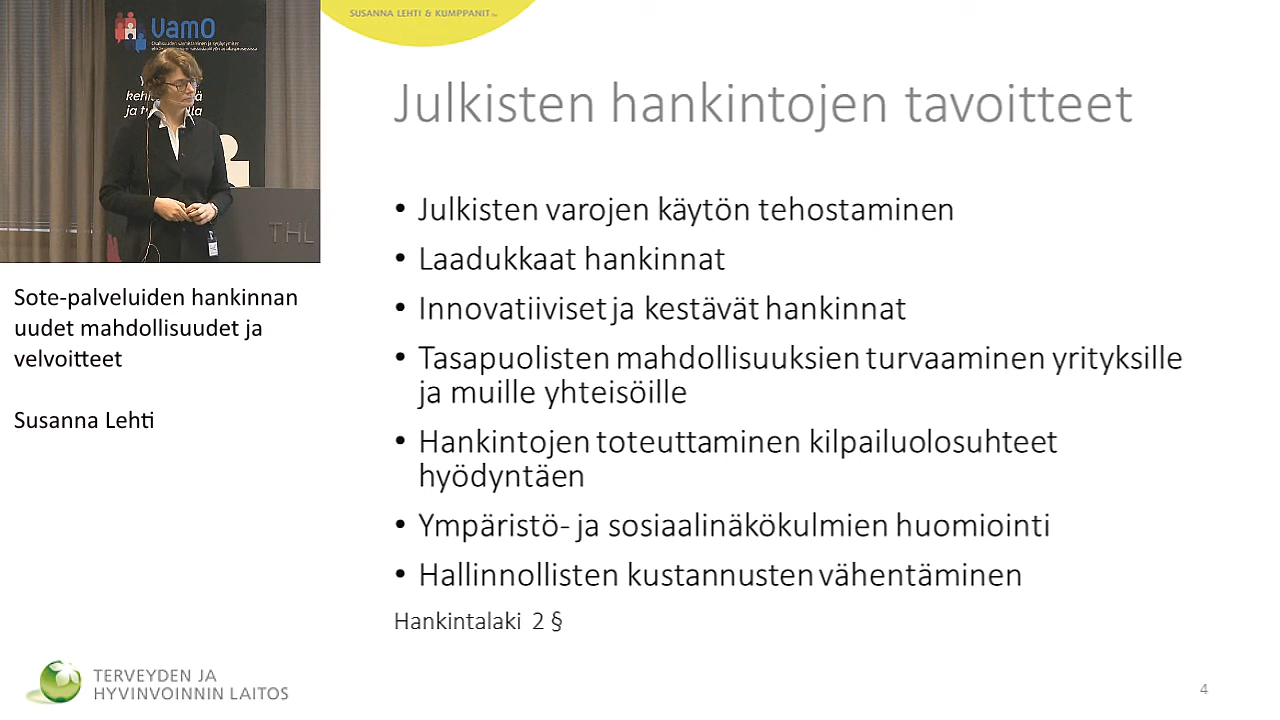 SUSANNA LEHTI & KUMPPANIT
VamO
THL
Sote-palveluiden hankinnan
uudet mahdollisuudet ja
velvoitteet
Susanna Lehti
Julkisten hankintojen tavoitteet
• Julkisten varojen käytön tehostaminen
• Laadukkaat hankinnat
• Innovatiiviset ja kestävät hankinnat
• Tasapuolisten mahdollisuuksien turvaaminen yrityksille
ja muille yhteisöille
• Hankintojen toteuttaminen kilpailuolosuhteet
hyödyntäen
• Ympäristö- ja sosiaalinäkökulmien huomiointi
• Hallinnollisten kustannusten vähentäminen
Hankintalaki 2 §
TERVEYDEN JA
HYVINVOINNIN LAITOS
4